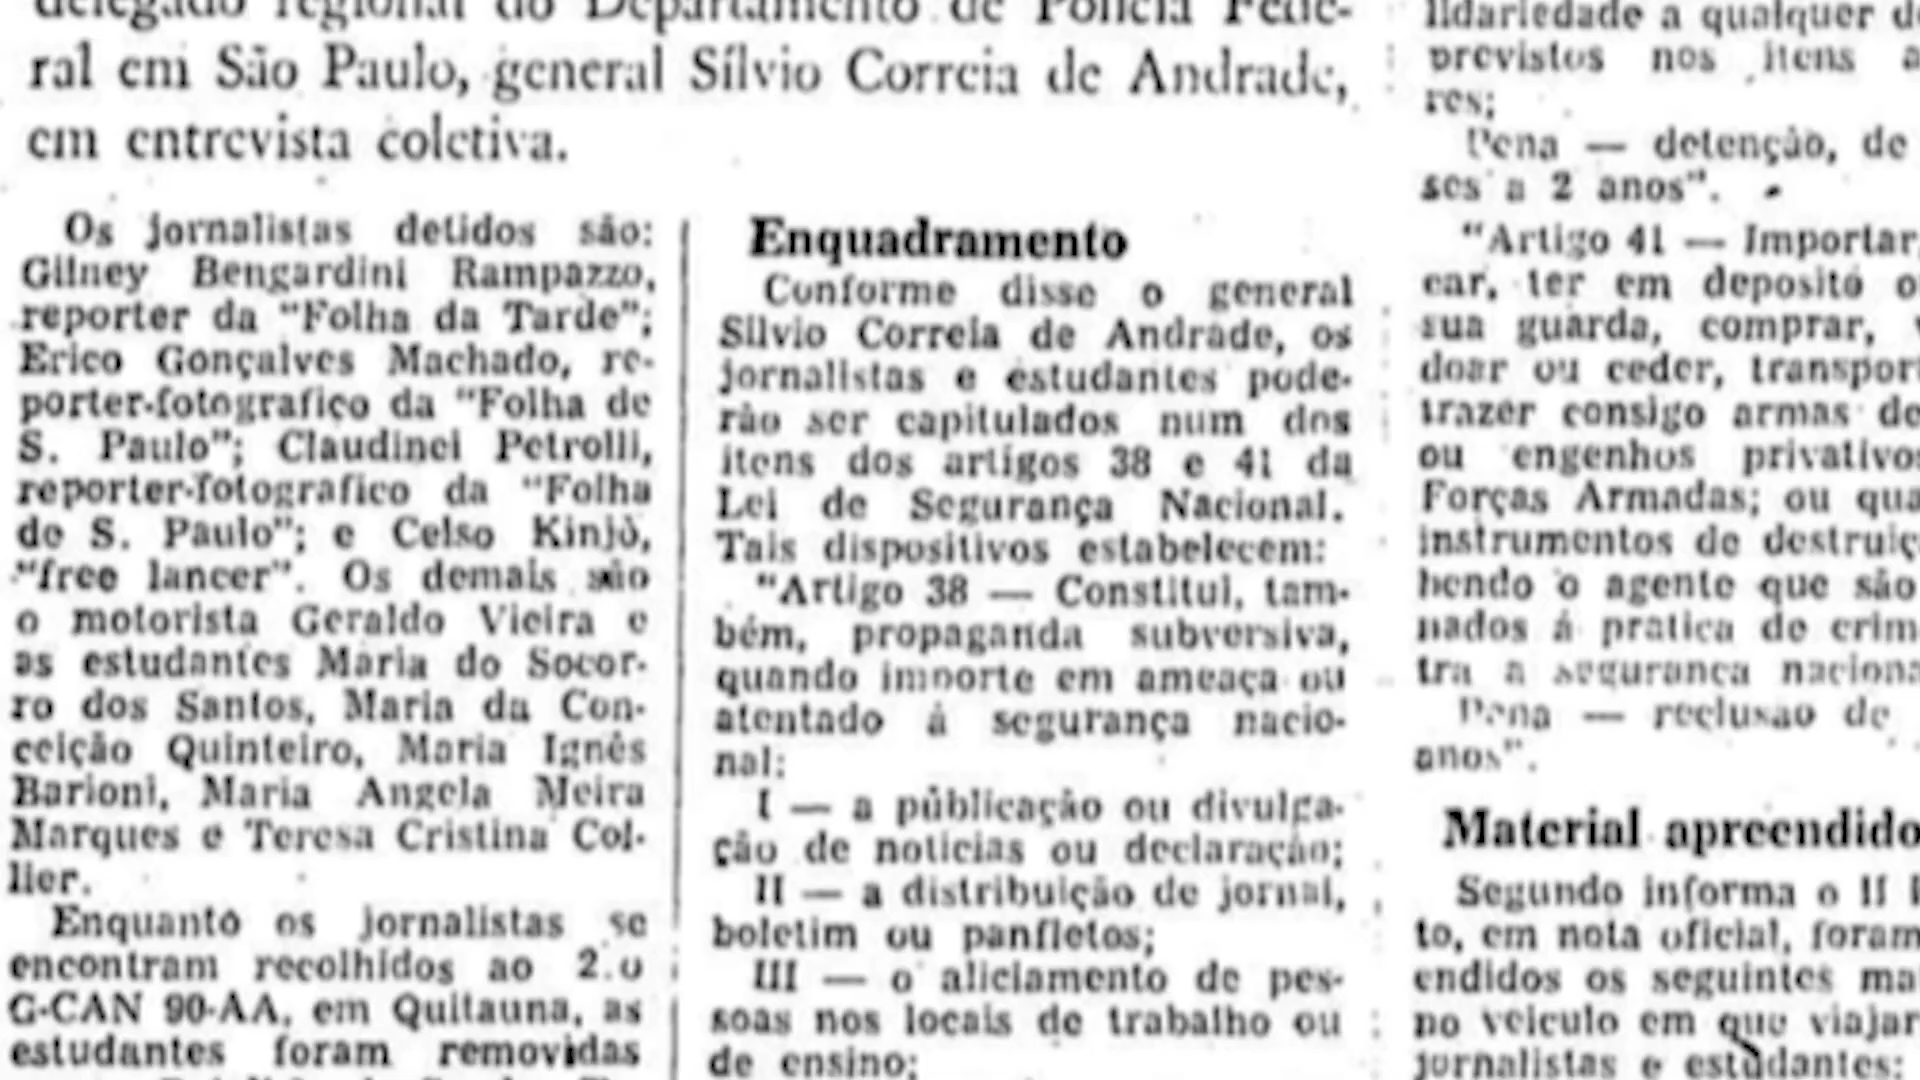 delegado regional do Departamento de Polícia Fede-
ral em São Paulo, general Sílvio Correia de Andrade,
em entrevista coletiva.
Os jornalistas detidos são:
Gilney Bengardini Rampazzo,
reporter da "Folha da Tarde";
Erico Gonçalves Machado, re-
porter-fotografico da "Folha de
S. Paulo"; Claudinei Petrolli,
reporter-fotografico da "Folha
de S. Paulo"; e Celso Kinjô,
"free lancer". Os demais são
o motorista Geraldo Vieira e
as estudantes Maria do Socor-
ro dos Santos, Maria da Con-
ceição Quinteiro, Maria Ignês
Barioni, Maria Angela Meira
Marques e Teresa Cristina Col-
lier.
Enquanto os jornalistas se
encontram recolhidos ao 2.o
G-CAN 90-AA, em Quitauna, as
estudantes foram removidas
Enquadramento
Conforme disse o general
Silvio Correia de Andrade, os
jornalistas e estudantes pode-
rão ser capitulados num dos
itens dos artigos 38 e 41 da
Lei de Segurança Nacional.
Tais dispositivos estabelecem:
"Artigo 38 — Constitui, tam-
bém, propaganda subversiva,
quando importe em ameaça ou
atentado á segurança nacio-
nal:
I — a publicação ou divulga-
ção de noticias ou declaração;
II — a distribuição de jornal,
boletim ou panfletos;
III — o aliciamento de pes-
soas nos locais de trabalho ou
de ensino;
lidariedade a qualquer d
previstos nos itens a
res;
Pena — detenção, de
ses a 2 anos".
"Artigo 41 — Importar,
car, ter em deposito o
sua guarda, comprar, v
doar ou ceder, transport
trazer consigo armas de
ou engenhos privativos
Forças Armadas; ou qua
instrumentos de destruiç
bendo o agente que são
nados á pratica de crim
tra a segurança naciona
Pena — reclusão de
anos".
Material apreendido
Segundo informa o II
to, em nota oficial, foram
endidos os seguintes ma
no veiculo em que viajar
jornalistas e estudantes: